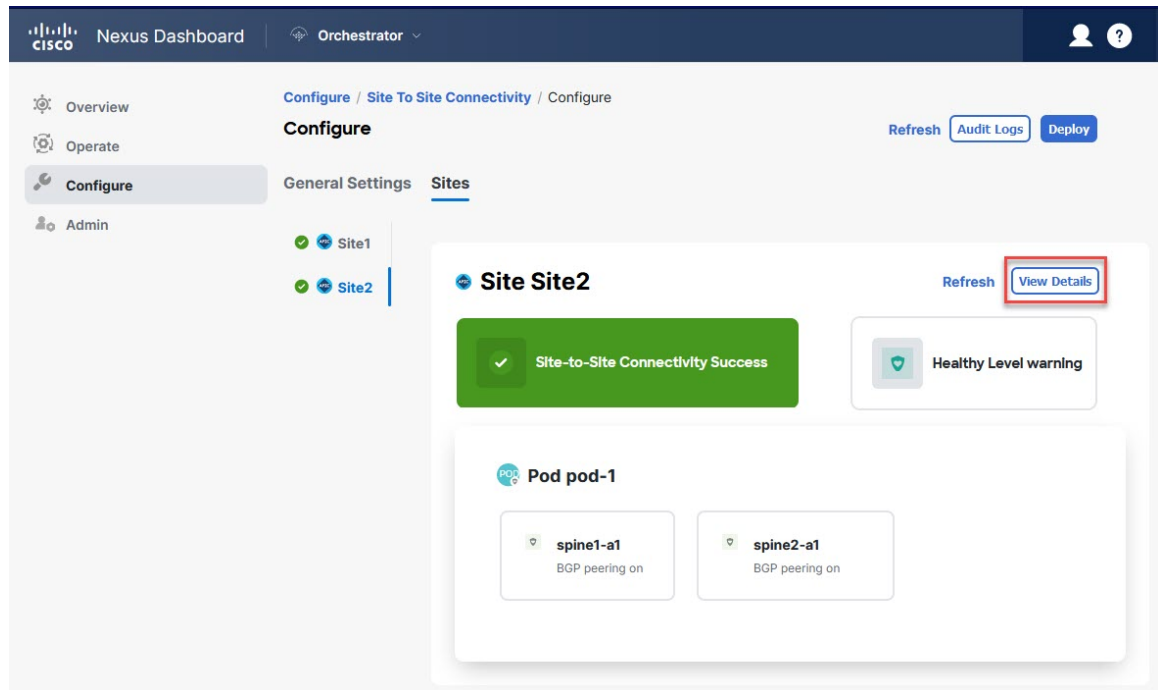 CISCO Nexus Dashboard Orchestrator ?
Overview
Operate
Configure
Admin
Configure / Site To Site Connectivity / Configure
Configure
Refresh Audit Logs Deploy
General Settings Sites
Site1
Site2
Site Site2
Refresh View Details
Site-to-Site Connectivity Success
Healthy Level warning
POD Pod pod-1
spine1-a1
BGP peering on
spine2-a1
BGP peering on